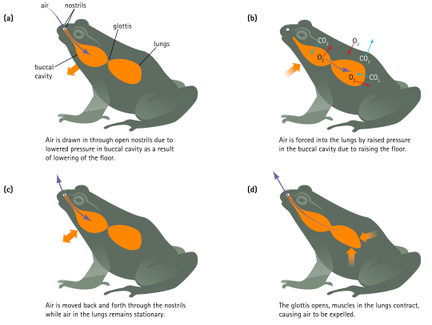 (a)
air
nostrils
glottis
lungs
buccal
cavity
Air is drawn in through open nostrils due to
lowered pressure in buccal cavity as a result
of lowering of the floor.
(b)
CO2
O2
O2
CO2
O2
CO2
Air is forced into the lungs by raised pressure
in the buccal cavity due to raising the floor.
(c)
Air is moved back and forth through the nostrils
while air in the lungs remains stationary.
(d)
The glottis opens, muscles in the lungs contract,
causing air to be expelled.